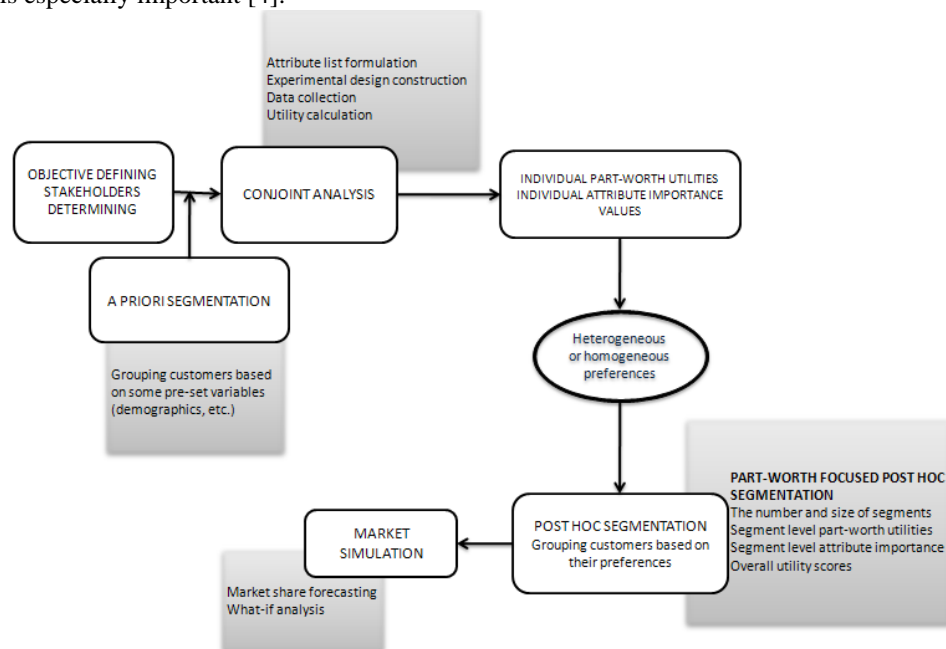 is especially important [4].
Attribute list formulation
Experimental design construction
Data collection
Utility calculation
OBJECTIVE DEFINING
STAKEHOLDERS
DETERMINING
CONJOINT ANALYSIS
INDIVIDUAL PART-WORTH UTILITIES
INDIVIDUAL ATTRIBUTE IMPORTANCE
VALUES
A PRIORI SEGMENTATION
Grouping customers based
on some pre-set variables
(demographics, etc.)
Heterogeneous
or homogeneous
preferences
PART-WORTH FOCUSED POST HOC
SEGMENTATION
The number and size of segments
Segment level part-worth utilities
Segment level attribute importance
Overall utility scores
POST HOC SEGMENTATION
Grouping customers based on
their preferences
MARKET
SIMULATION
Market share forecasting
What-if analysis